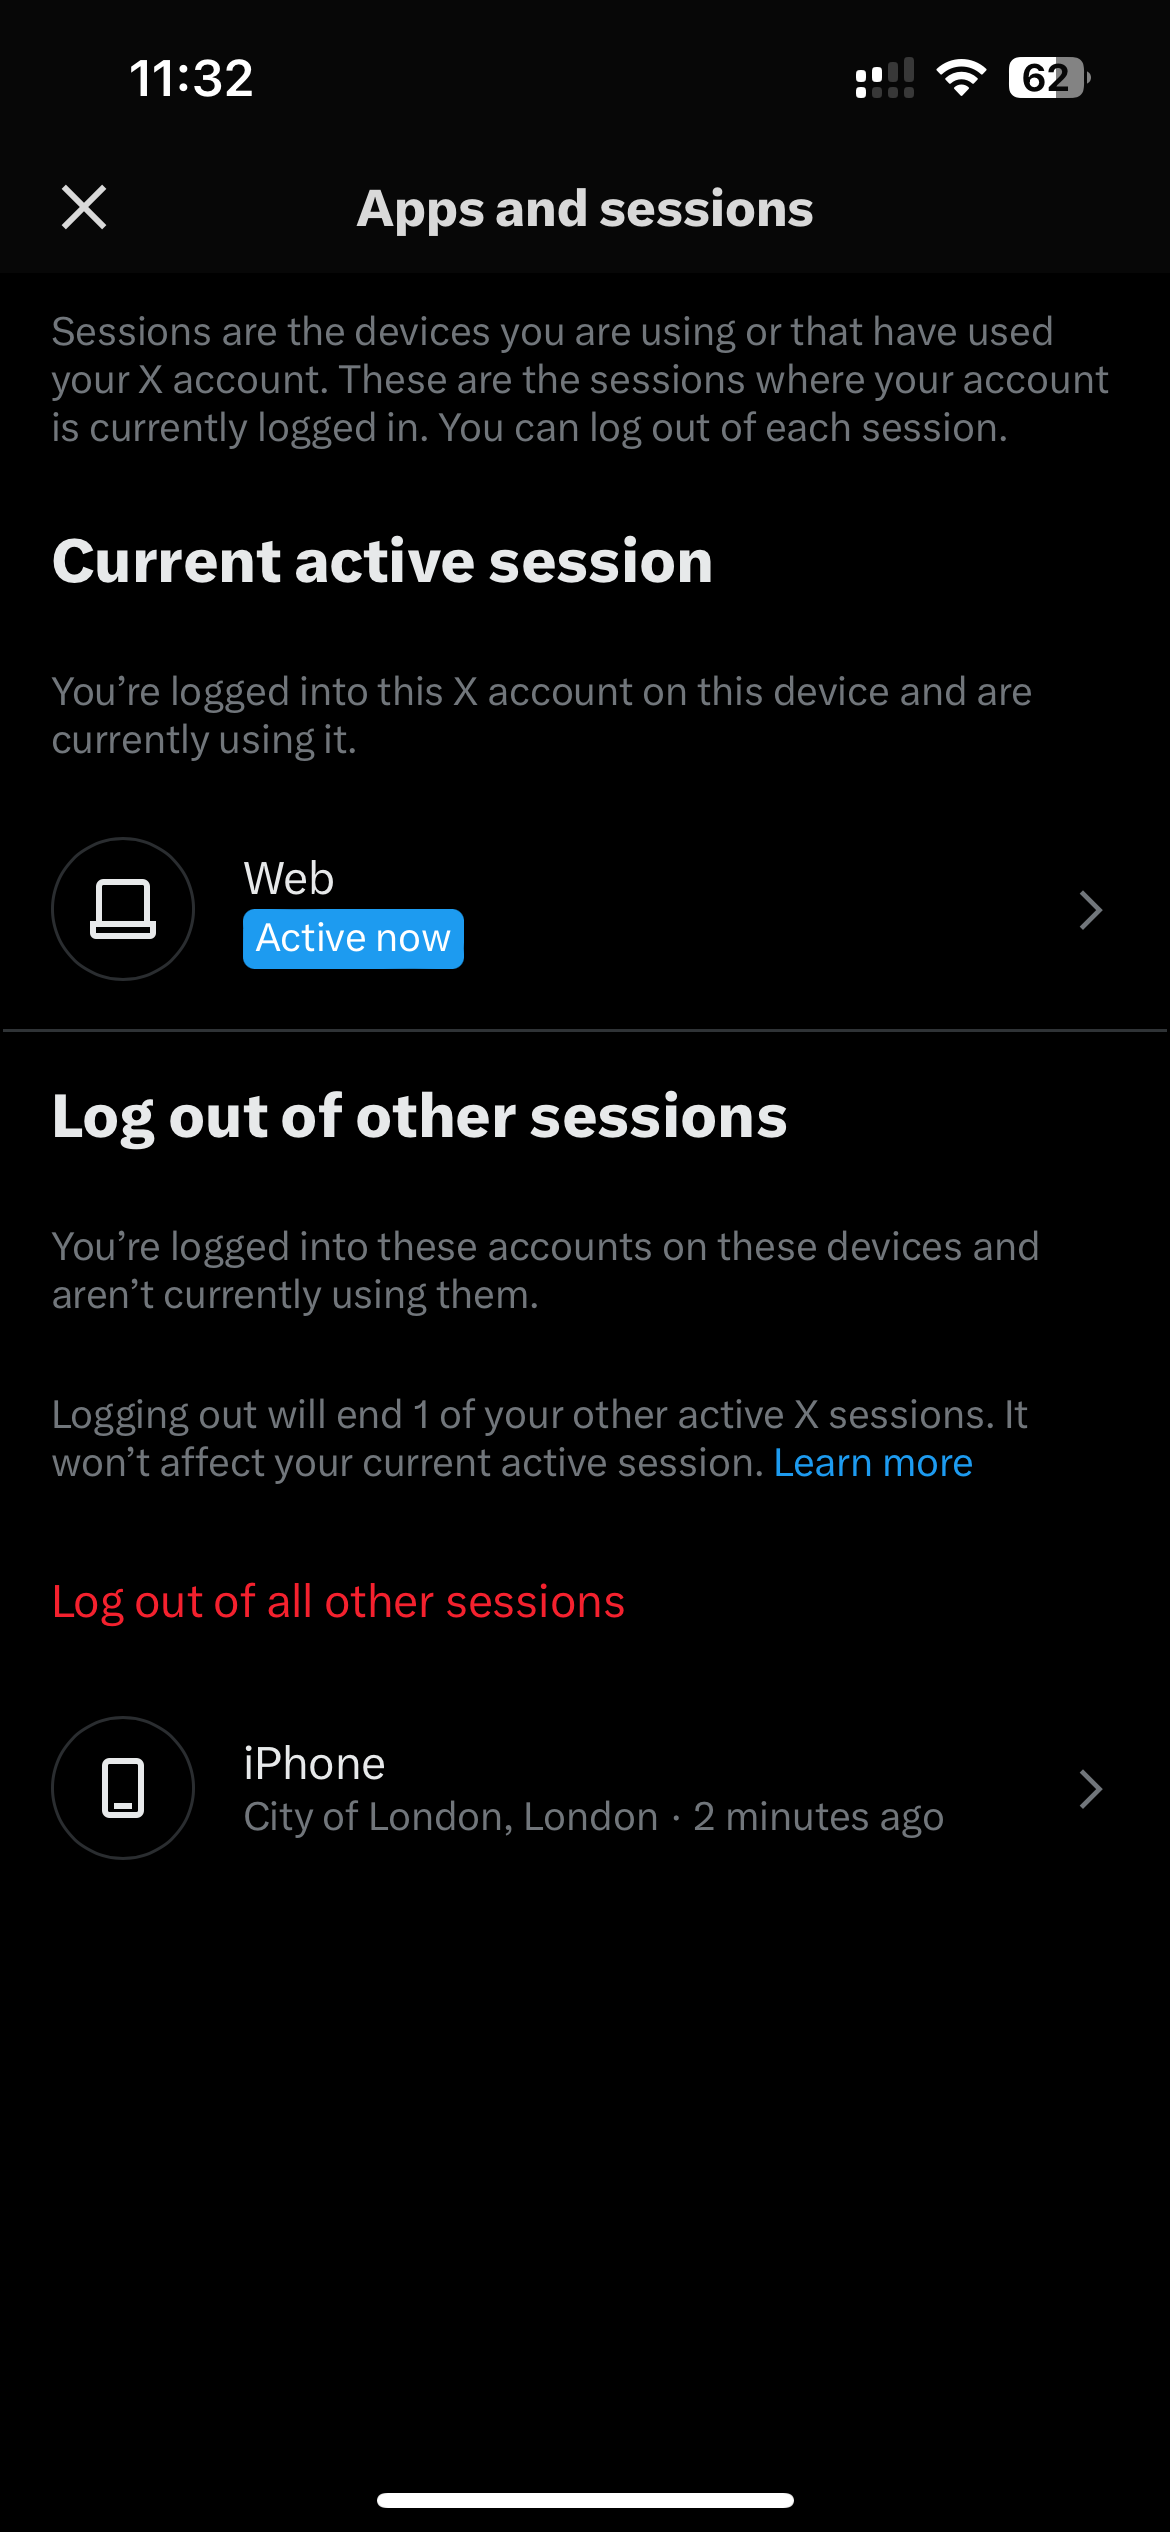 11:32
62
Apps and sessions
Sessions are the devices you are using or that have used
your X account. These are the sessions where your account
is currently logged in. You can log out of each session.
Current active session
You’re logged into this X account on this device and are
currently using it.
Web
Active now
Log out of other sessions
You’re logged into these accounts on these devices and
aren’t currently using them.
Logging out will end 1 of your other active X sessions. It
won’t affect your current active session. Learn more
Log out of all other sessions
iPhone
City of London, London · 2 minutes ago